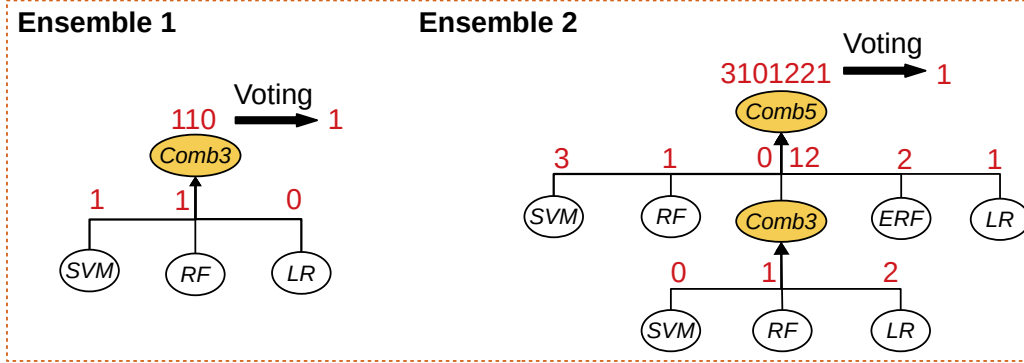 Ensemble 1
Voting
110
1
Comb3
1
1
0
SVM
RF
LR
Ensemble 2
Voting
3101221
1
Comb5
3
1
0
12
2
1
SVM
RF
Comb3
ERF
LR
0
1
2
SVM
RF
LR